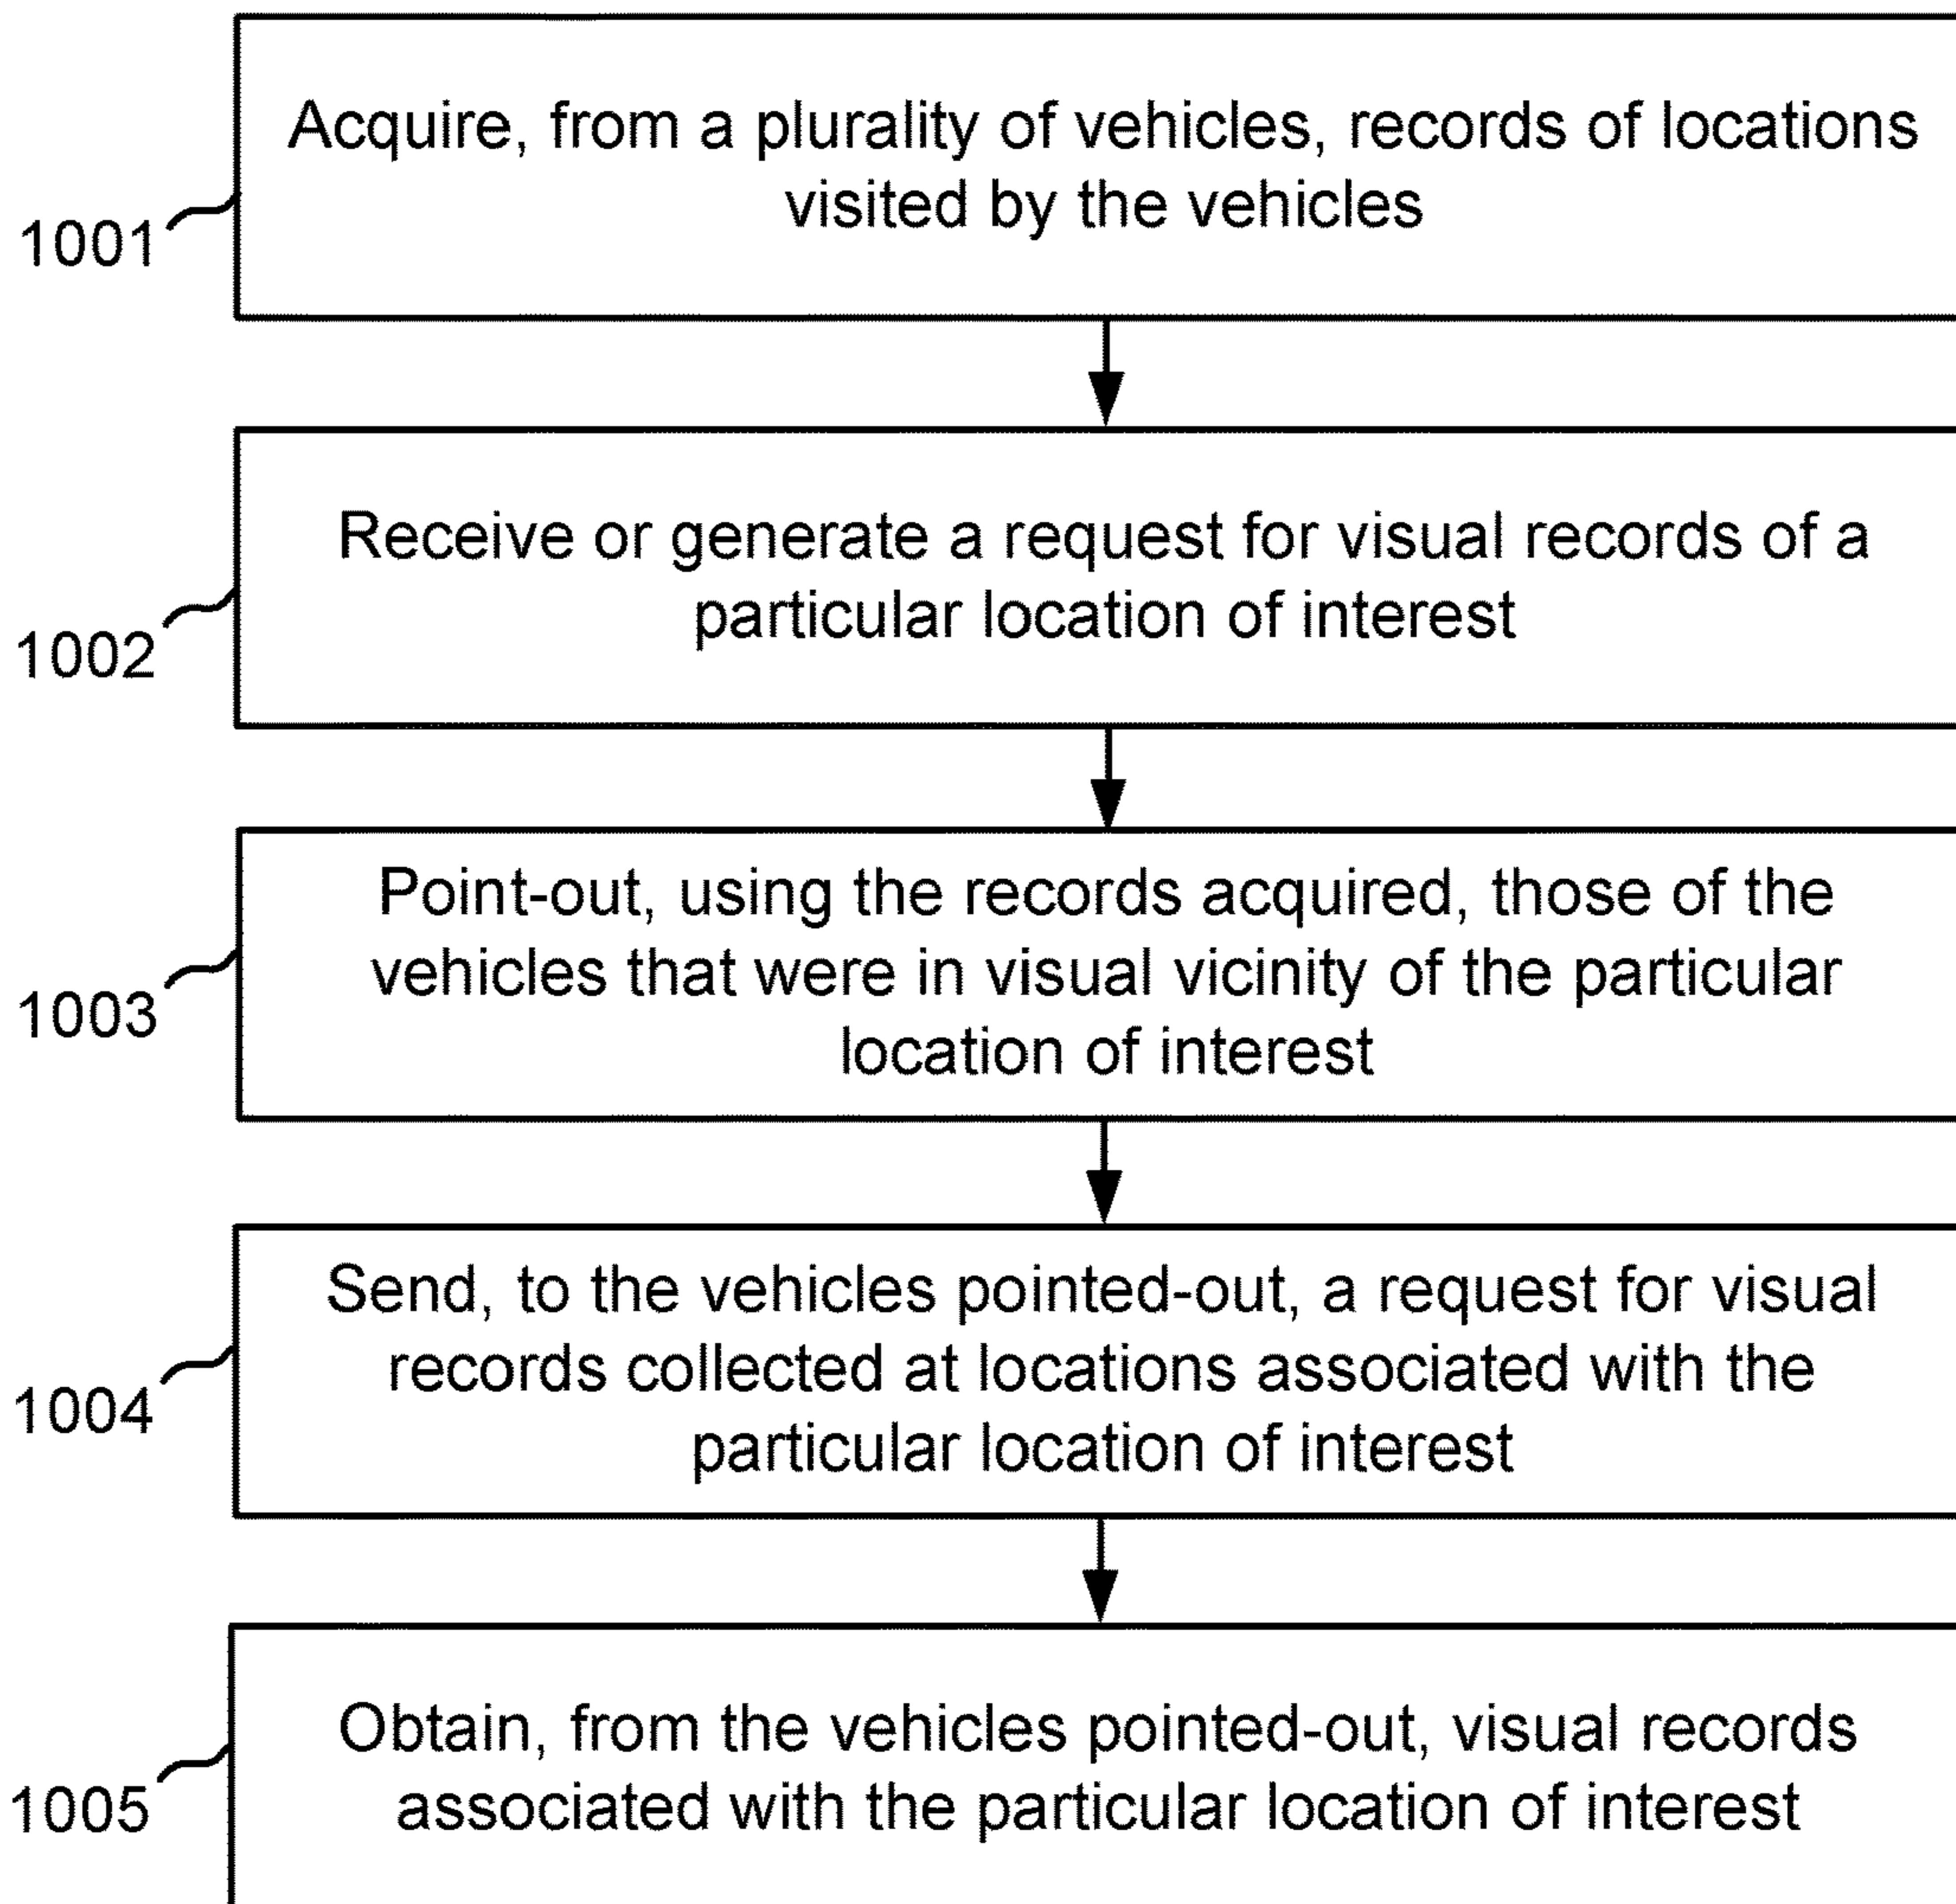 Acquire, from a plurality of vehicles, records of locations
visited by the vehicles
1001
Receive or generate a request for visual records of a
particular location of interest
1002
Point-out, using the records acquired, those of the
vehicles that were in visual vicinity of the particular
location of interest
1003
Send, to the vehicles pointed-out, a request for visual
records collected at locations associated with the
particular location of interest
1004
Obtain, from the vehicles pointed-out, visual records
associated with the particular location of interest
1005